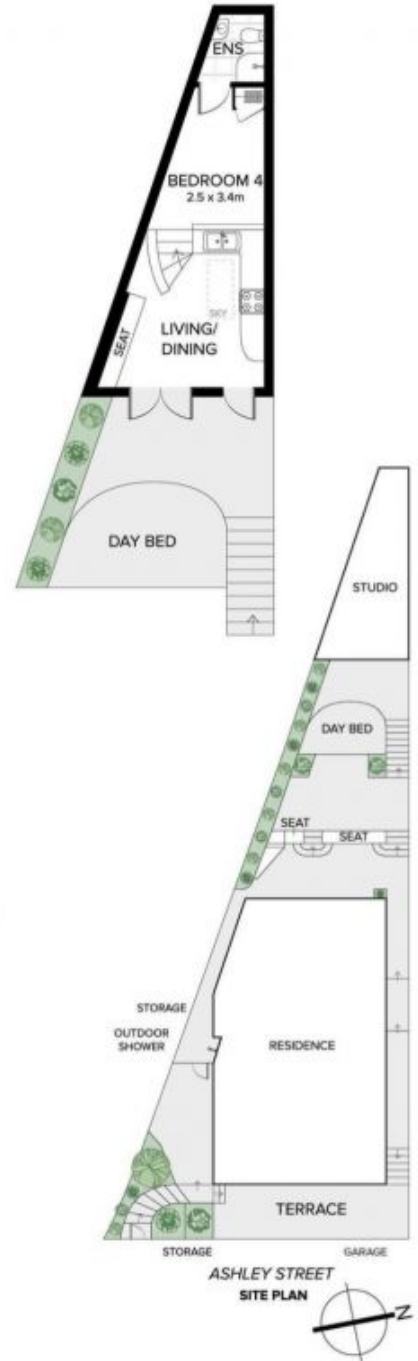 ENS
BEDROOM 4
2.5 x 3.4m
SKY
LIVING/
DINING
SEAT
DAY BED
STUDIO
DAY BED
SEAT
SEAT
STORAGE
OUTDOOR
SHOWER
RESIDENCE
TERRACE
STORAGE
GARAGE
ASHLEY STREET
SITE PLAN
N